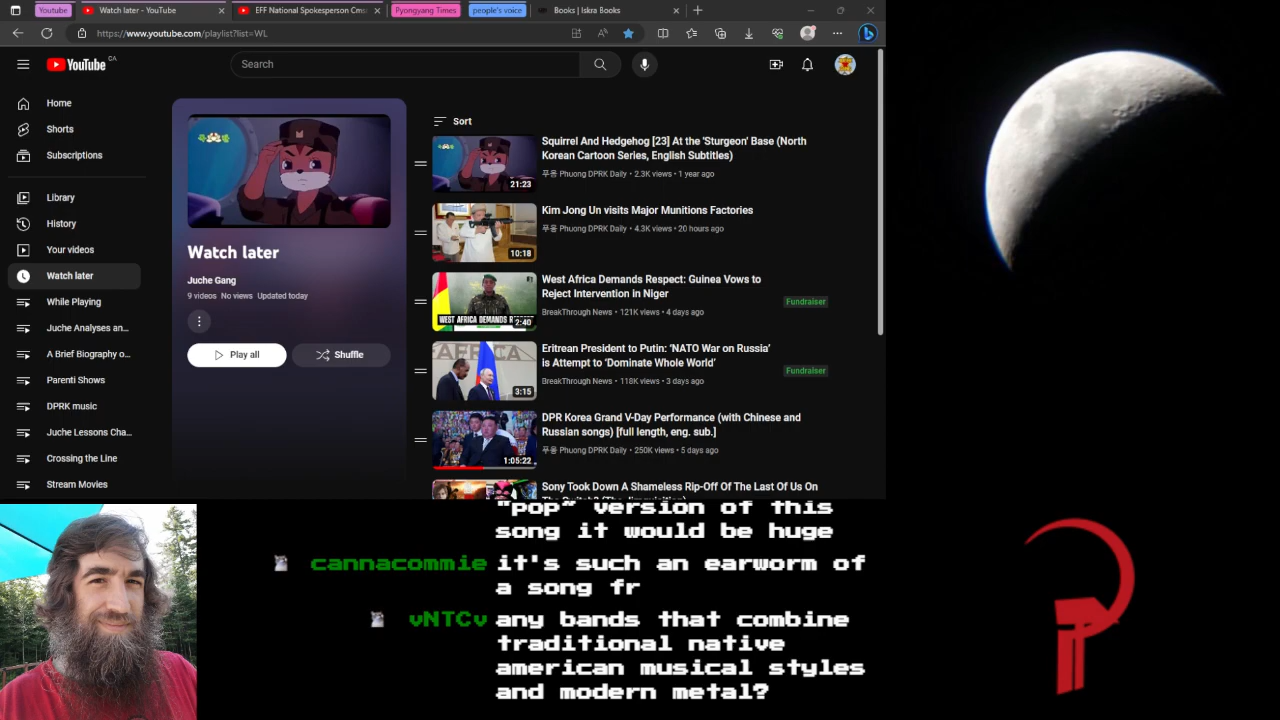 Youtube
Watch later - YouTube
EFF National Spokesperson Cms
Pyongyang Times
people's voice
Books | Iskra Books
https://www.youtube.com/playlist?list=WL
YouTube CA
Search
Home
Shorts
Subscriptions
Library
History
Your videos
Watch later
While Playing
Juche Analyses an...
A Brief Biography o...
Parenti Shows
DPRK music
Juche Lessons Cha...
Crossing the Line
Stream Movies
Watch later
Juche Gang
9 videos No views Updated today
Play all
Shuffle
Sort
21:23
Squirrel And Hedgehog [23] At the 'Sturgeon' Base (North
Korean Cartoon Series, English Subtitles)
푸옹 Phuong DPRK Daily • 2.3K views • 1 year ago
10:18
Kim Jong Un visits Major Munitions Factories
푸옹 Phuong DPRK Daily • 4.3K views • 20 hours ago
WEST AFRICA DEMANDS R
2:40
West Africa Demands Respect: Guinea Vows to
Reject Intervention in Niger
BreakThrough News • 121K views • 4 days ago
Fundraiser
3:15
Eritrean President to Putin: 'NATO War on Russia'
is Attempt to 'Dominate Whole World'
BreakThrough News • 118K views • 3 days ago
Fundraiser
1:05:22
DPR Korea Grand V-Day Performance (with Chinese and
Russian songs) [full length, eng. sub.]
푸옹 Phuong DPRK Daily • 250K views • 5 days ago
Sony Took Down A Shameless Rip-Off Of The Last Of Us On
"pop" version of this
song it would be huge
cannacommie it's such an earworm of
a song fr
vNTCv any bands that combine
traditional native
american musical styles
and modern metal?